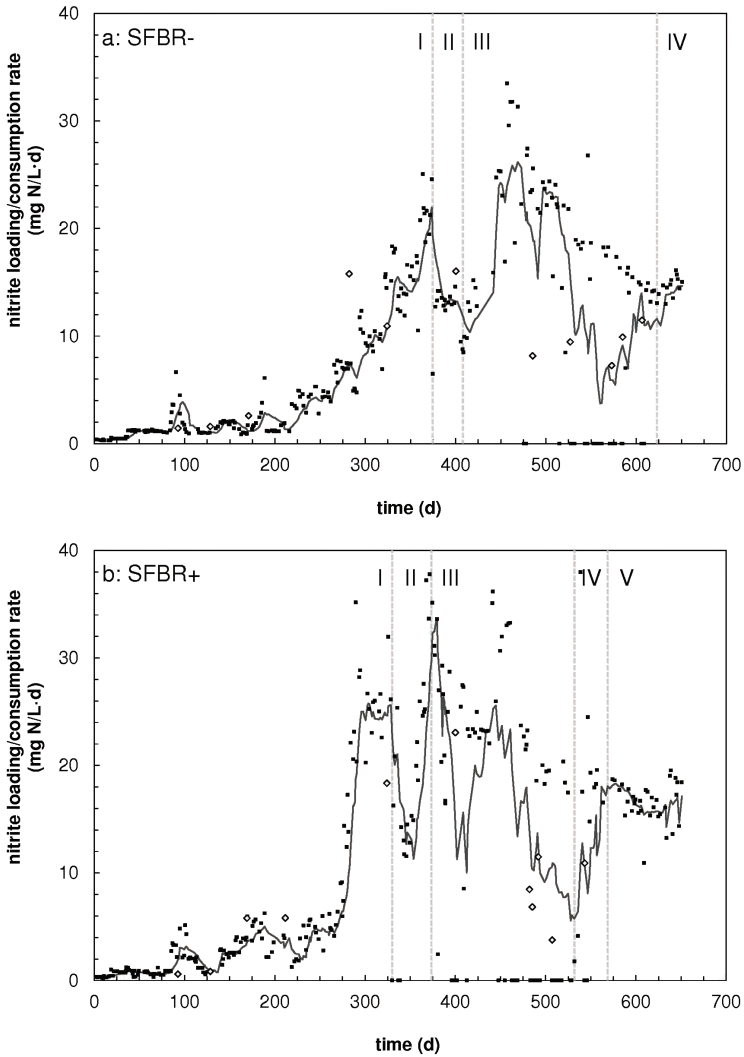 a: SFBR-
I II III IV
nitrite loading/consumption rate
(mg N/L·d)
40
30
20
10
0
0 100 200 300 400 500 600 700
time (d)
b: SFBR+
I II III IV V
nitrite loading/consumption rate
(mg N/L·d)
40
30
20
10
0
0 100 200 300 400 500 600 700
time (d)